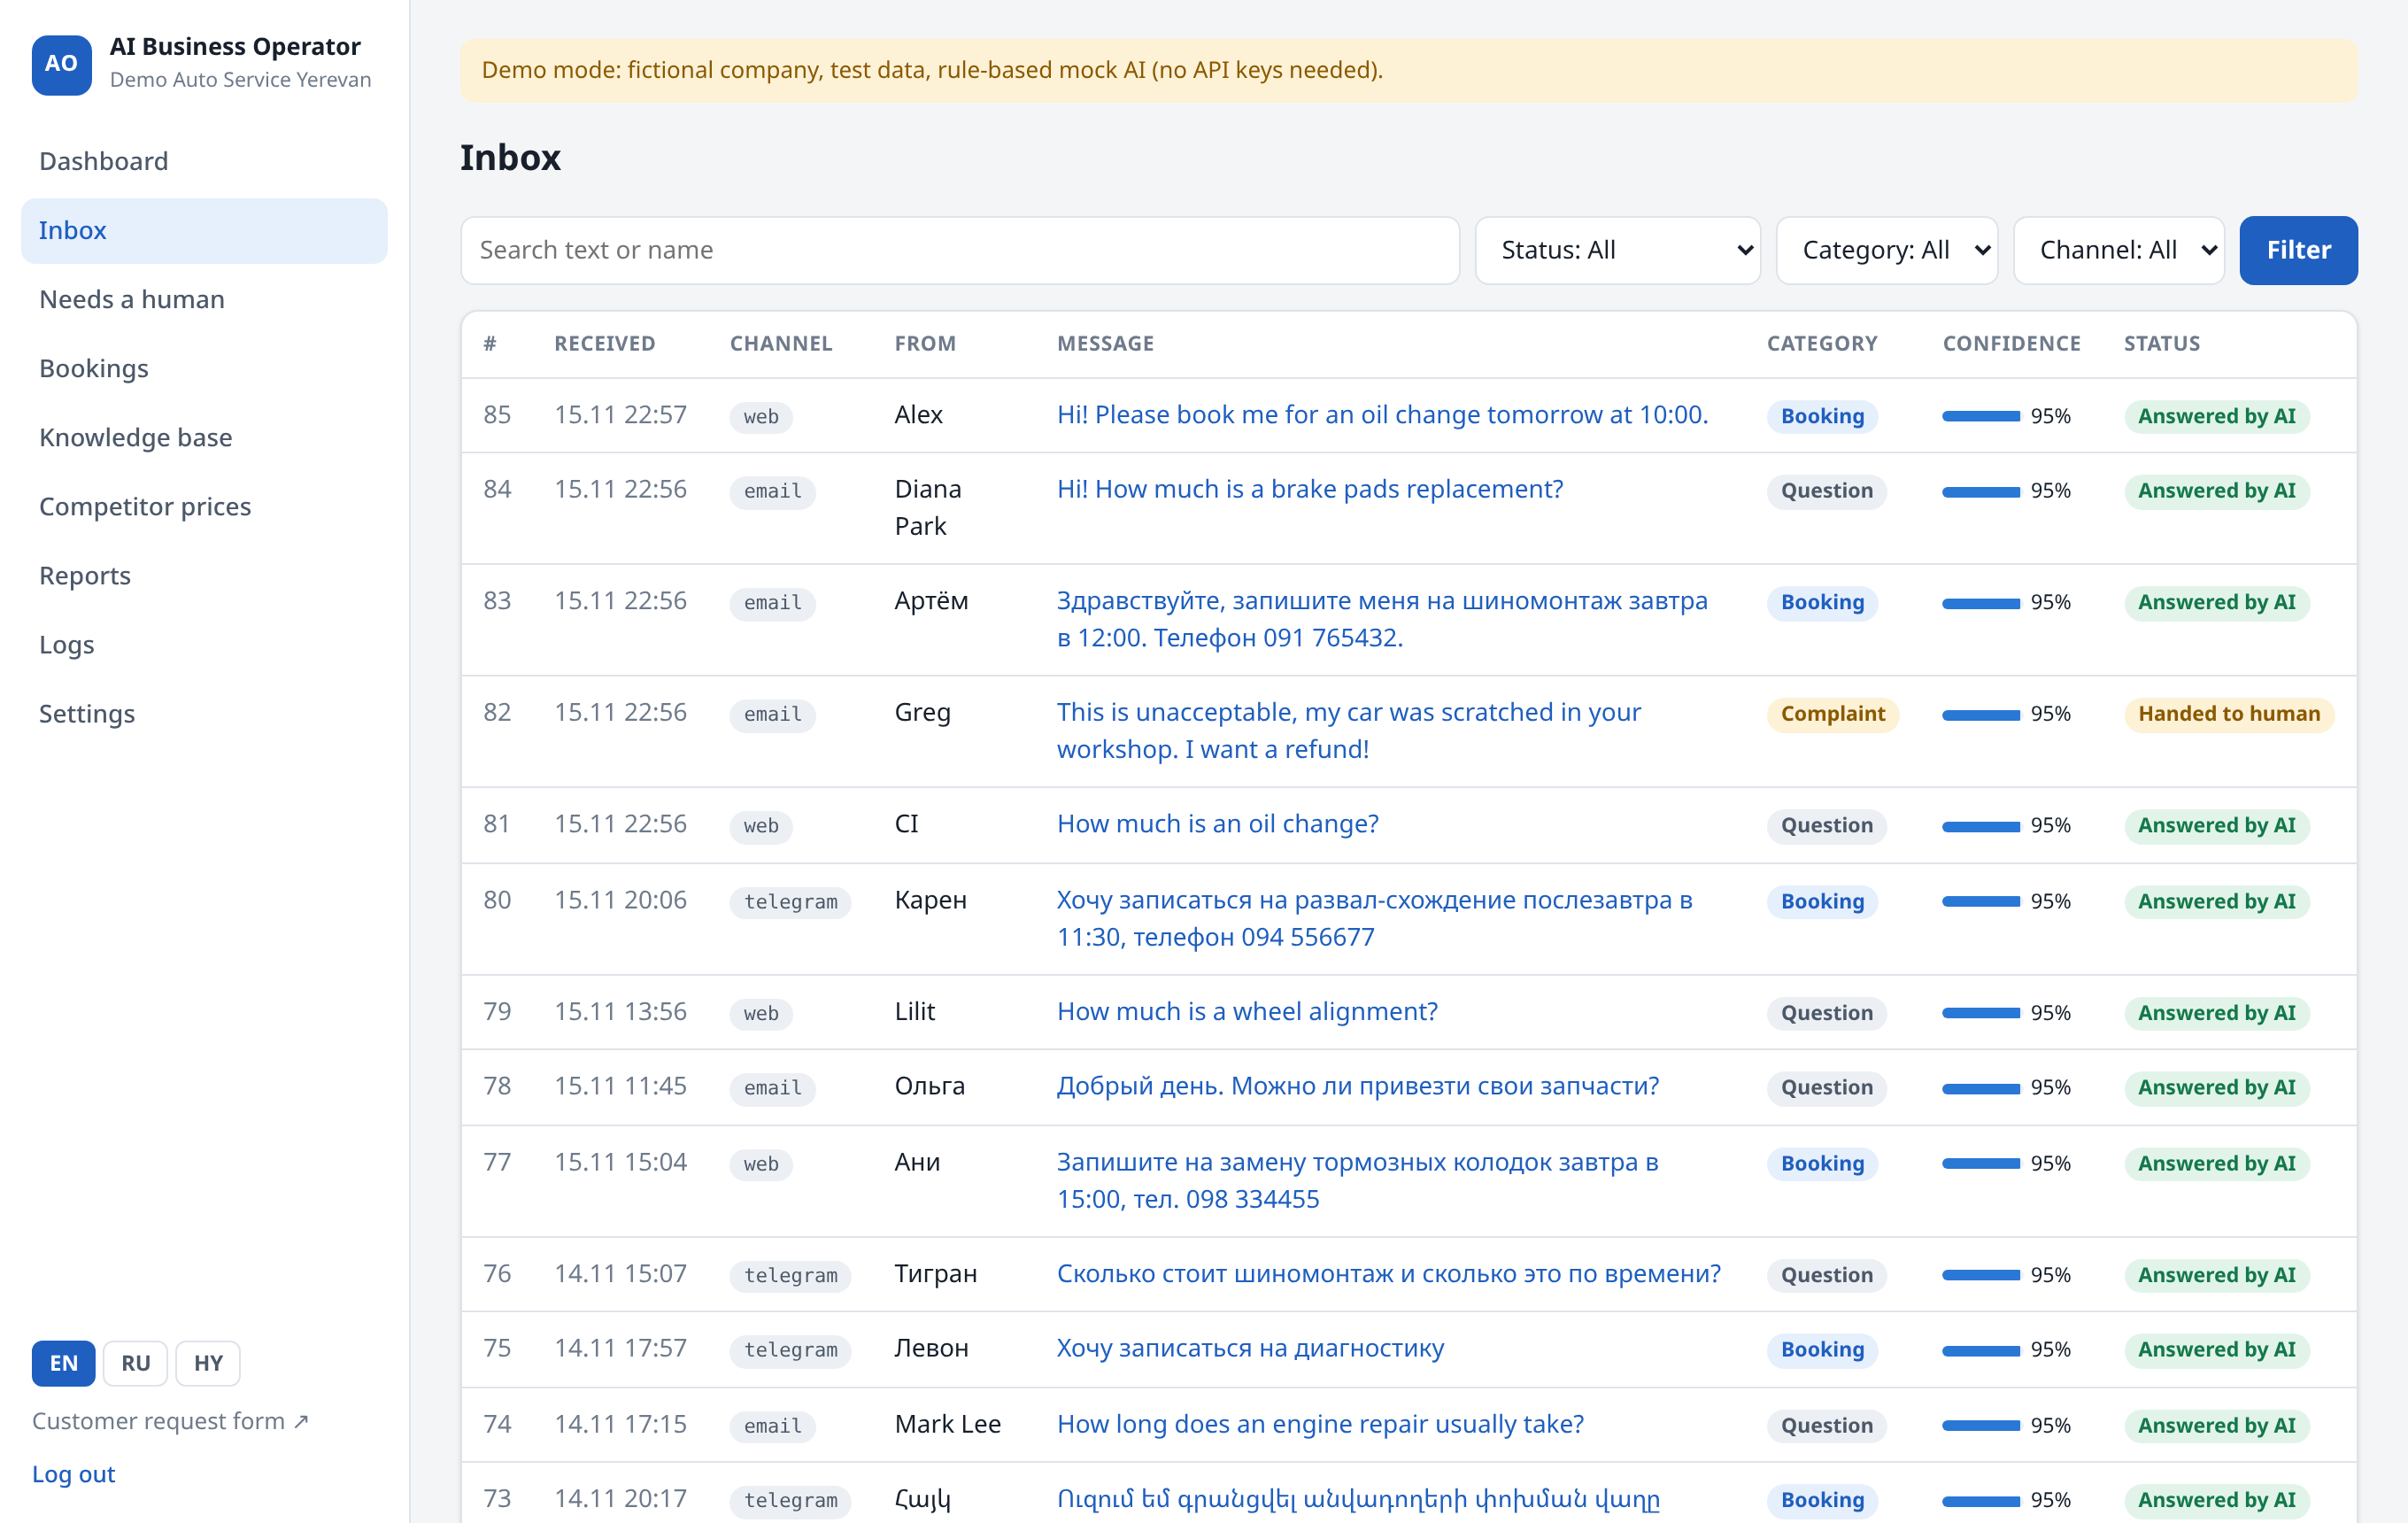 AO
AI Business Operator
Demo Auto Service Yerevan
Dashboard
Inbox
Needs a human
Bookings
Knowledge base
Competitor prices
Reports
Logs
Settings
EN RU HY
Customer request form ↗
Log out
Demo mode: fictional company, test data, rule-based mock AI (no API keys needed).
Inbox
Search text or name Status: All Category: All Channel: All Filter
# RECEIVED CHANNEL FROM MESSAGE CATEGORY CONFIDENCE STATUS
85 15.11 22:57 web Alex Hi! Please book me for an oil change tomorrow at 10:00. Booking 95% Answered by AI
84 15.11 22:56 email Diana Hi! How much is a brake pads replacement? Question 95% Answered by AI
Park
83 15.11 22:56 email Артём Здравствуйте, запишите меня на шиномонтаж завтра Booking 95% Answered by AI
в 12:00. Телефон 091 765432.
82 15.11 22:56 email Greg This is unacceptable, my car was scratched in your Complaint 95% Handed to human
workshop. I want a refund!
81 15.11 22:56 web CI How much is an oil change? Question 95% Answered by AI
80 15.11 20:06 telegram Карен Хочу записаться на развал-схождение послезавтра в Booking 95% Answered by AI
11:30, телефон 094 556677
79 15.11 13:56 web Lilit How much is a wheel alignment? Question 95% Answered by AI
78 15.11 11:45 email Ольга Добрый день. Можно ли привезти свои запчасти? Question 95% Answered by AI
77 15.11 15:04 web Ани Запишите на замену тормозных колодок завтра в Booking 95% Answered by AI
15:00, тел. 098 334455
76 14.11 15:07 telegram Тигран Сколько стоит шиномонтаж и сколько это по времени? Question 95% Answered by AI
75 14.11 17:57 telegram Левон Хочу записаться на диагностику Booking 95% Answered by AI
74 14.11 17:15 email Mark Lee How long does an engine repair usually take? Question 95% Answered by AI
73 14.11 20:17 telegram Հայկ Ուզում եմ գրանցվել անվադողերի փոխման վաղը Booking 95% Answered by AI